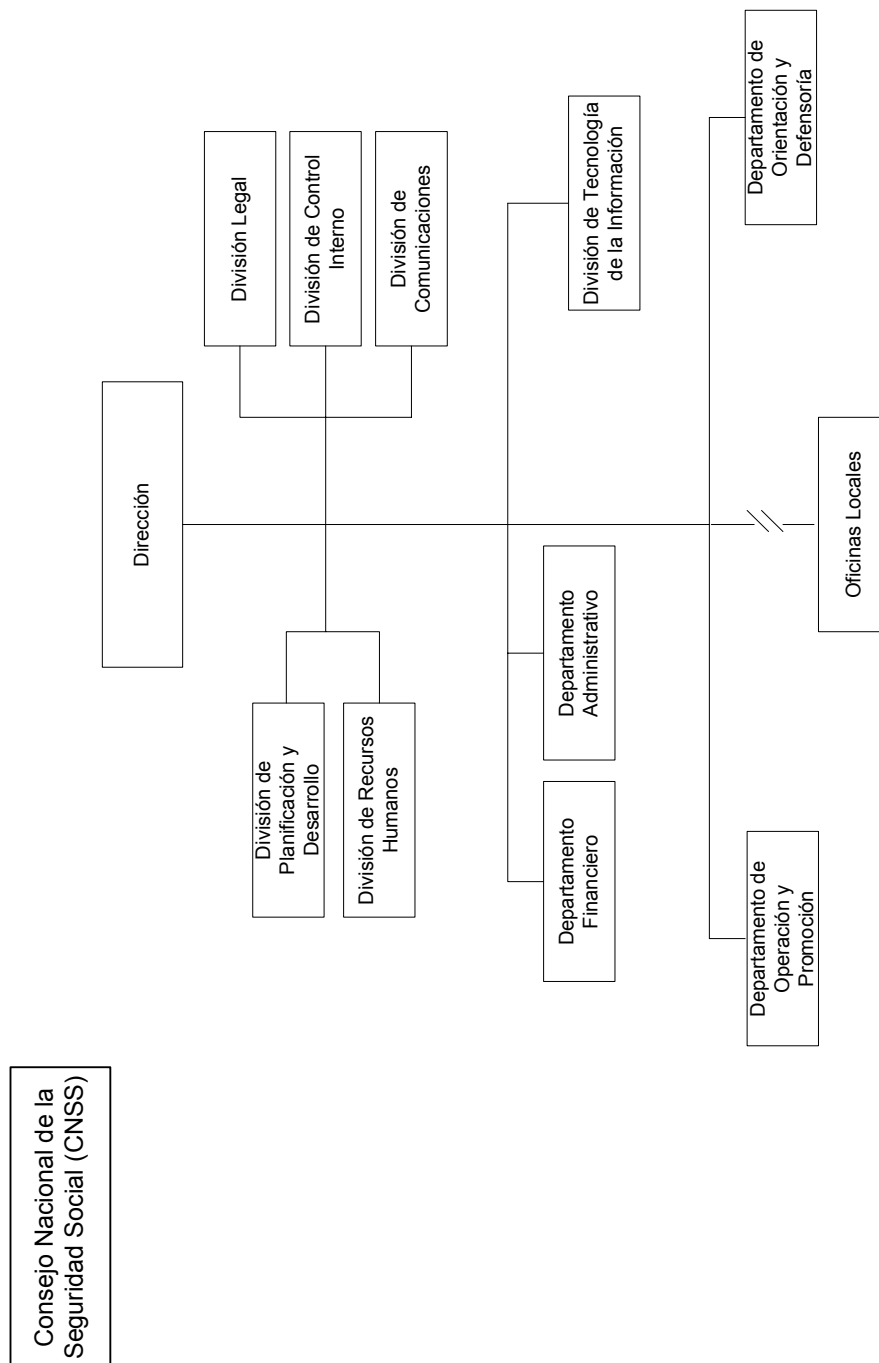 Consejo Nacional de la
Seguridad Social (CNSS)
Dirección
División de
Planificación y
Desarrollo
División de Recursos
Humanos
División Legal
División de Control
Interno
División de
Comunicaciones
Departamento
Financiero
Departamento
Administrativo
División de Tecnología
de la Información
Departamento de
Operación y
Promoción
Departamento de
Orientación y
Defensoría
Oficinas Locales